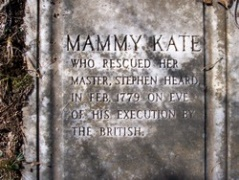 MAMMY KATE
WHO RESCUED HER
MASTER, STEPHEN HEARD,
IN FEB. 1779 ON EVE
OF HIS EXECUTION BY
THE BRITISH.